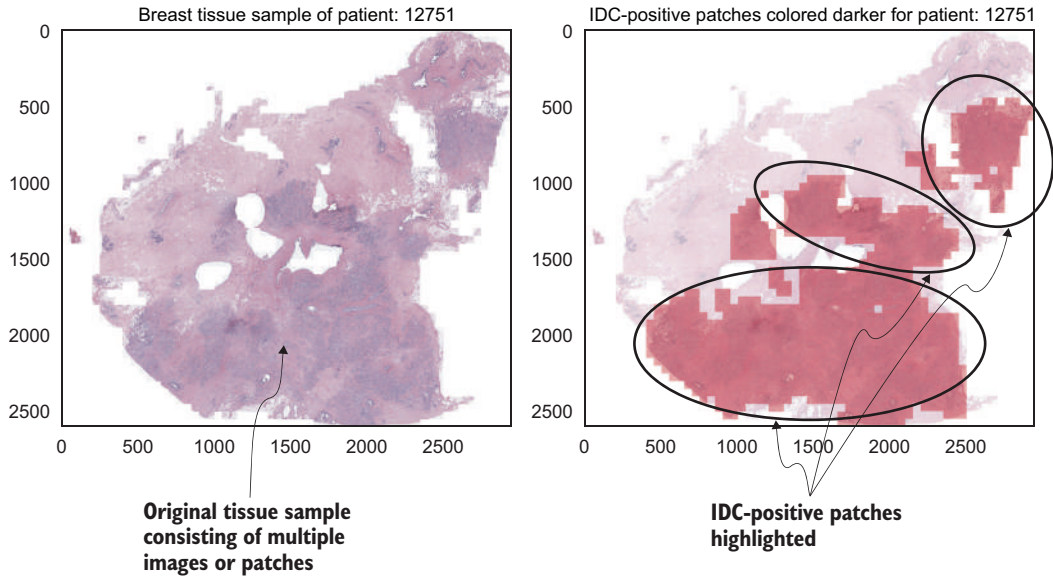 Breast tissue sample of patient: 12751
0
500
1000
1500
2000
2500
0 500 1000 1500 2000 2500
Original tissue sample
consisting of multiple
images or patches
IDC-positive patches colored darker for patient: 12751
0
500
1000
1500
2000
2500
0 500 1000 1500 2000 2500
IDC-positive patches
highlighted